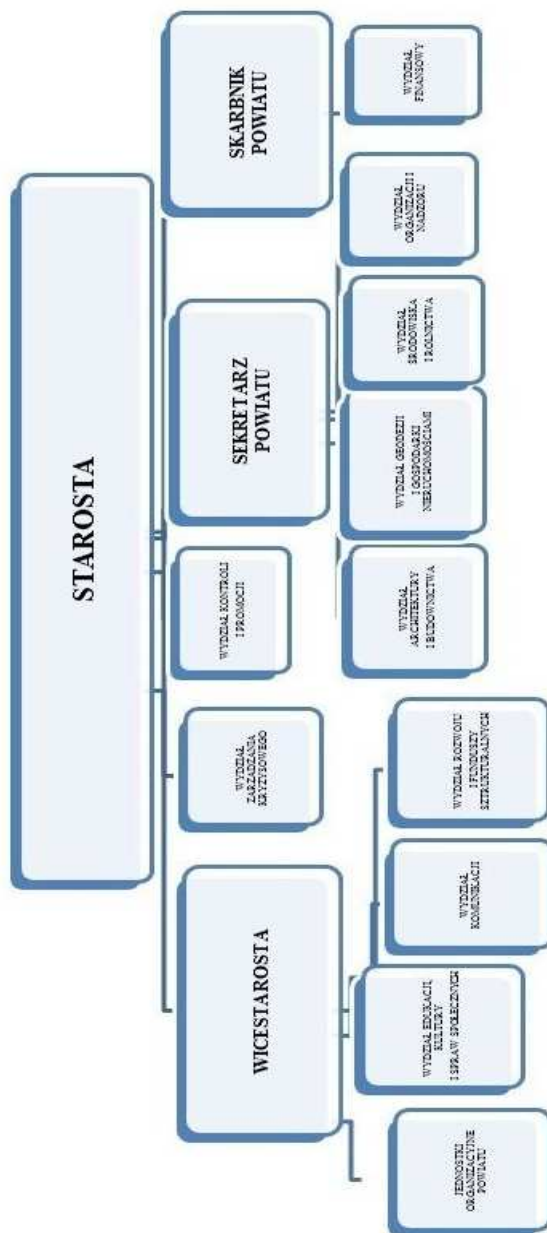 STAROSTA
WICESTAROSTA
WYDZIAŁ
ZARZĄDZANIA
KRYZYSOWEGO
WYDZIAŁ KONTROLI
I PROMOCJI
SEKRETARZ
POWIATU
SKARBNIK
POWIATU
JEDNOSTKI
ORGANIZACYJNE
POWIATU
WYDZIAŁ EDUKACJI,
KULTURY
I SPRAW SPOŁECZNYCH
WYDZIAŁ
KOMUNIKACJI
WYDZIAŁ ROZWOJU
I FUNDUSZY
SZTRUKTURALNYCH
WYDZIAŁ
ARCHITEKTURY
I BUDOWNICTWA
WYDZIAŁ GEODEZJI
I GOSPODARKI
NIERUCHOMOŚCIAMI
WYDZIAŁ
ŚRODOWISKA
I ROLNICTWA
WYDZIAŁ
ORGANIZACJI I
NADZORU
WYDZIAŁ
FINANSOWY